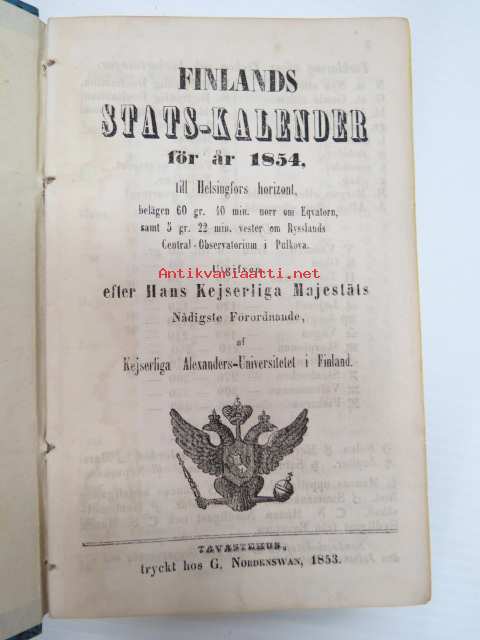 FINLANDS
STATS-KALENDER
för år 1854,
till Helsingfors horizont,
belägen 60 gr. 10 min. norr om Eqvatorn,
samt 5 gr. 22 min. vester om Rysslands
Central-Observatorium i Pulkova.
Utgifven
Antikvariaatti.net
efter Hans Kejserliga Majestäts
Nådigste Förordnande,
af
Kejserliga Alexanders-Universitetet i Finland.
TAVASTEHUS,
tryckt hos G. NORDENSWAN, 1853.